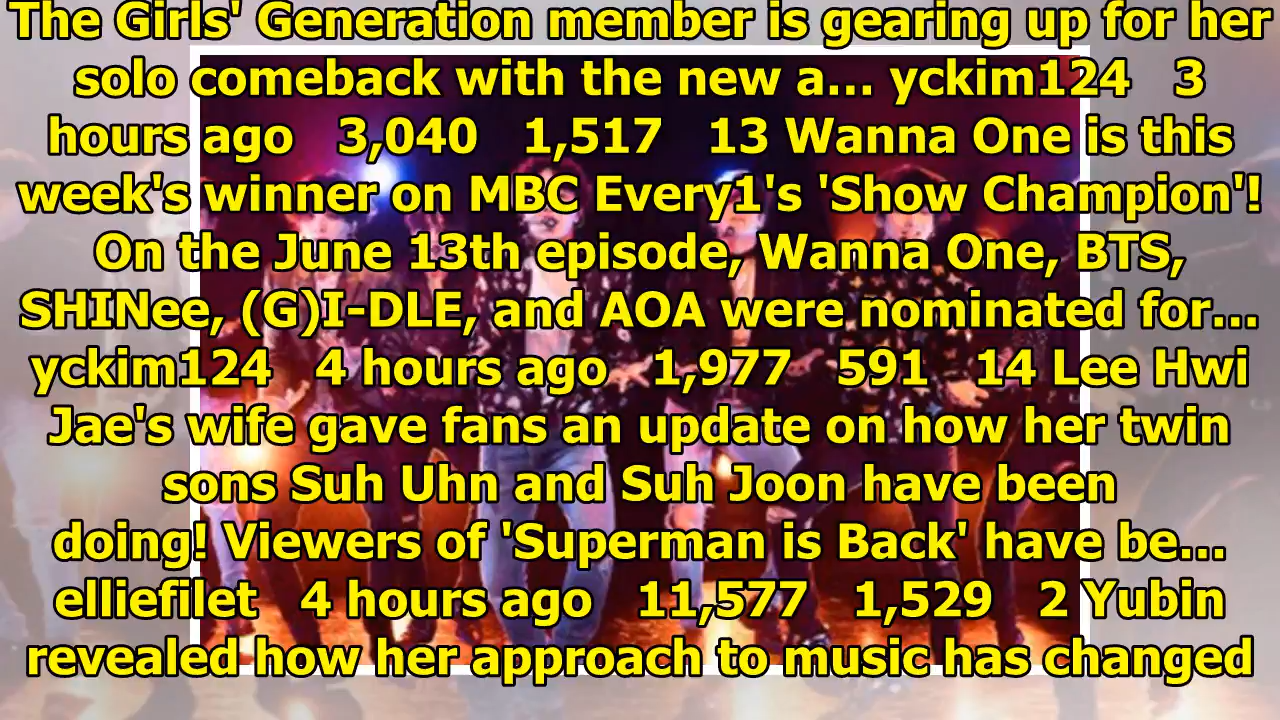 The Girls' Generation member is gearing up for her
solo comeback with the new a... yckim124 3
hours ago 3,040 1,517 13 Wanna One is this
week's winner on MBC Every1's 'Show Champion'!
On the June 13th episode, Wanna One, BTS,
SHINee, (G)I-DLE, and AOA were nominated for...
yckim124 4 hours ago 1,977 591 14 Lee Hwi
Jae's wife gave fans an update on how her twin
sons Suh Uhn and Suh Joon have been
doing! Viewers of 'Superman is Back' have be...
elliefilet 4 hours ago 11,577 1,529 2 Yubin
revealed how her approach to music has changed